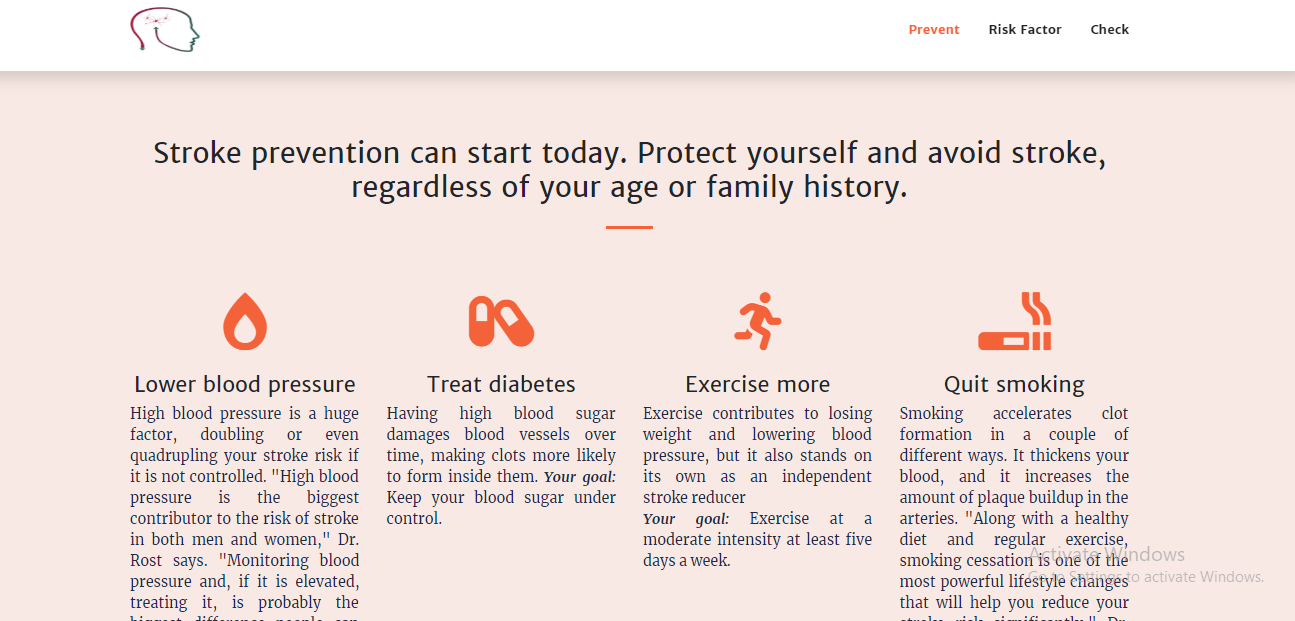 Prevent Risk Factor Check
Stroke prevention can start today. Protect yourself and avoid stroke,
regardless of your age or family history.
Lower blood pressure
High blood pressure is a huge
factor, doubling or even
quadrupling your stroke risk if
it is not controlled. "High blood
pressure is the biggest
contributor to the risk of stroke
in both men and women," Dr.
Rost says. "Monitoring blood
pressure and, if it is elevated,
treating it, is probably the
biggest difference people can
Treat diabetes
Having high blood sugar
damages blood vessels over
time, making clots more likely
to form inside them. Your goal:
Keep your blood sugar under
control.
Exercise more
Exercise contributes to losing
weight and lowering blood
pressure, but it also stands on
its own as an independent
stroke reducer
Your goal: Exercise at a
moderate intensity at least five
days a week.
Quit smoking
Smoking accelerates clot
formation in a couple of
different ways. It thickens your
blood, and it increases the
amount of plaque buildup in the
arteries. "Along with a healthy
diet and regular exercise,
smoking cessation is one of the
most powerful lifestyle changes
that will help you reduce your
stroke risk significantly," Dr.
Activate Windows
Go to Settings to activate Windows.